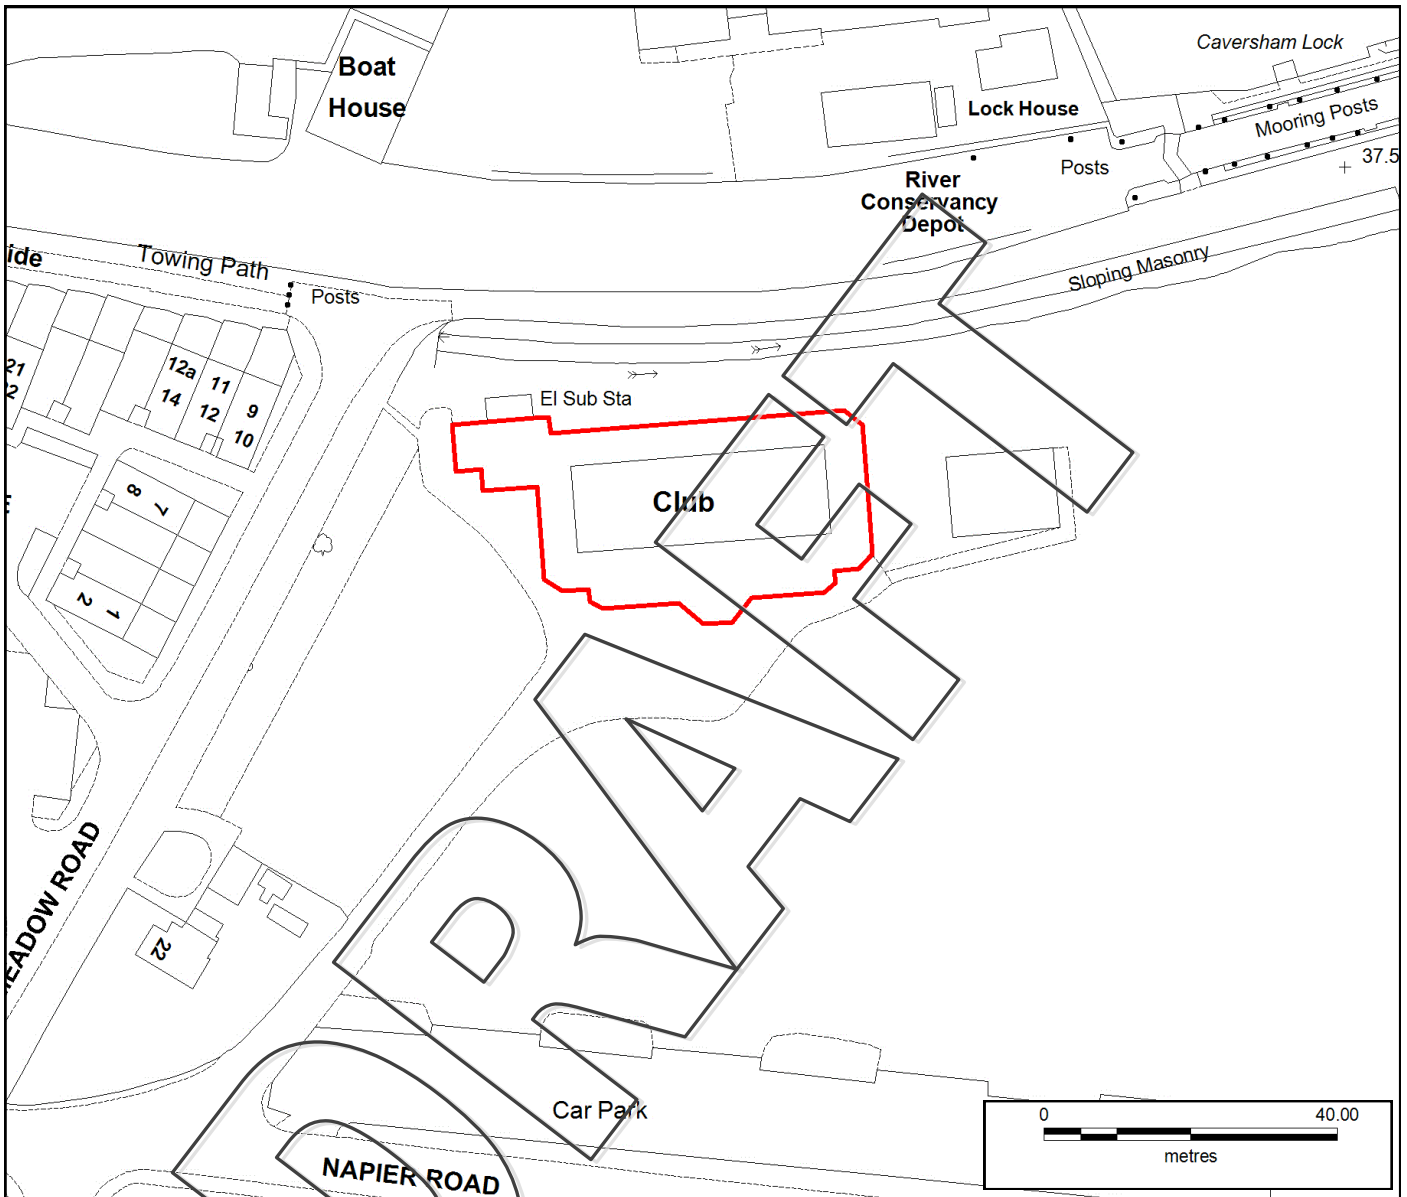 Boat
House
Caversham Lock
Lock House
Mooring Posts
Posts
37.5
River
Conservancy
Depot
Sloping Masonry
ide
Towing Path
Posts
21
12a
11
9
14
12
10
El Sub Sta
Club
8
7
2
1
EADOW ROAD
22
Car Park
NAPIER ROAD
0
40.00
metres
DRAFT